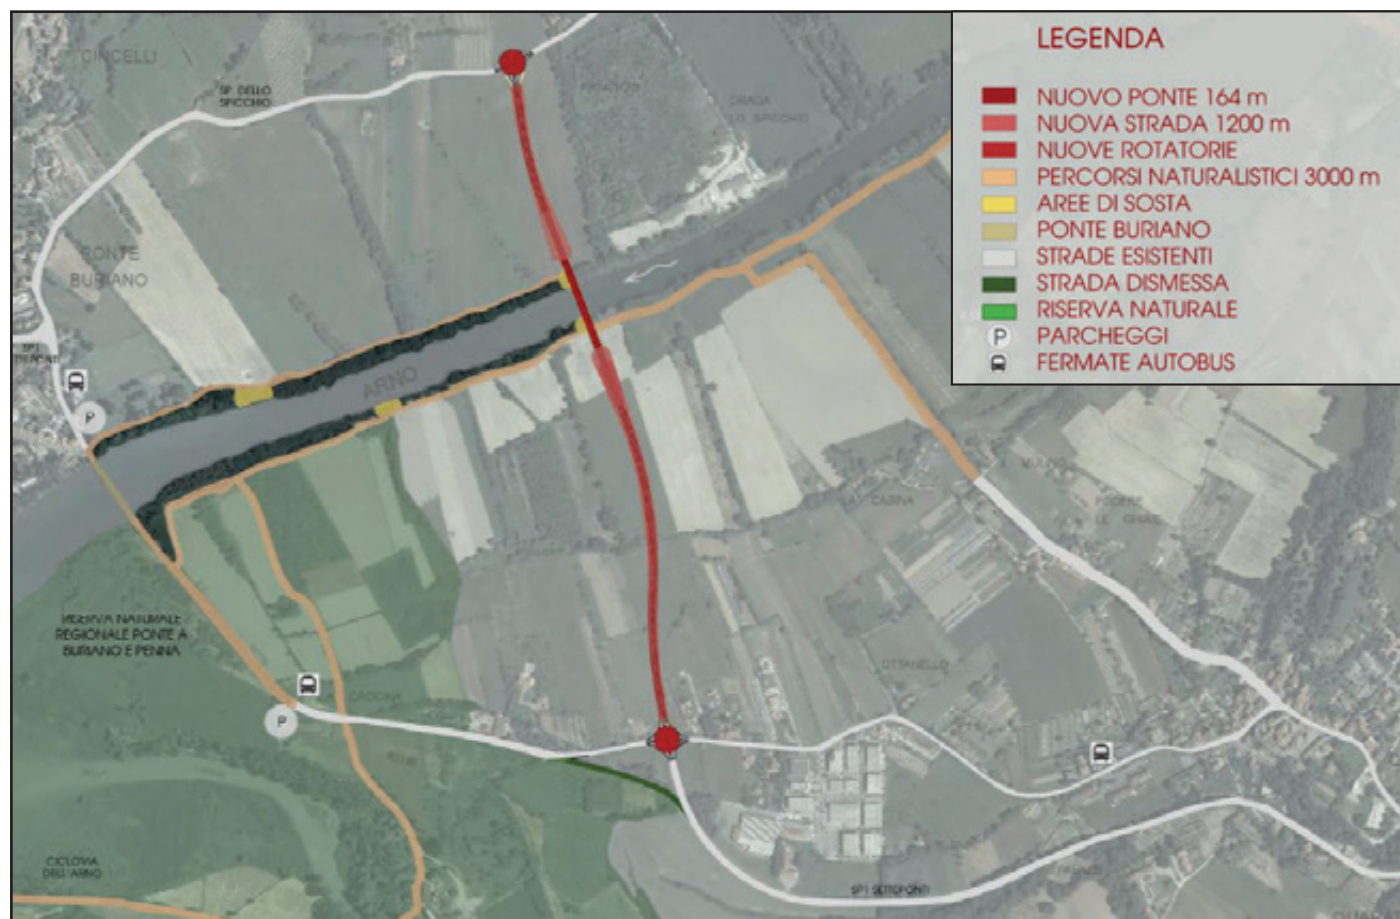 CINCELLI
SP. DELLO
SPICCHIO
PONTE
BURIANO
ARNO
P
RISERVA NATURALE
REGIONALE PONTE A
BURIANO E PENNA
P
CICLOVIA
DELL'ARNO
PODERE
OTTANELLO
SP1 SETTEPONTI
LEGENDA
NUOVO PONTE 164 m
NUOVA STRADA 1200 m
NUOVE ROTATORIE
PERCORSI NATURALISTICI 3000 m
AREE DI SOSTA
PONTE BURIANO
STRADE ESISTENTI
STRADA DISMESSA
RISERVA NATURALE
P PARCHEGGI
FERMATE AUTOBUS